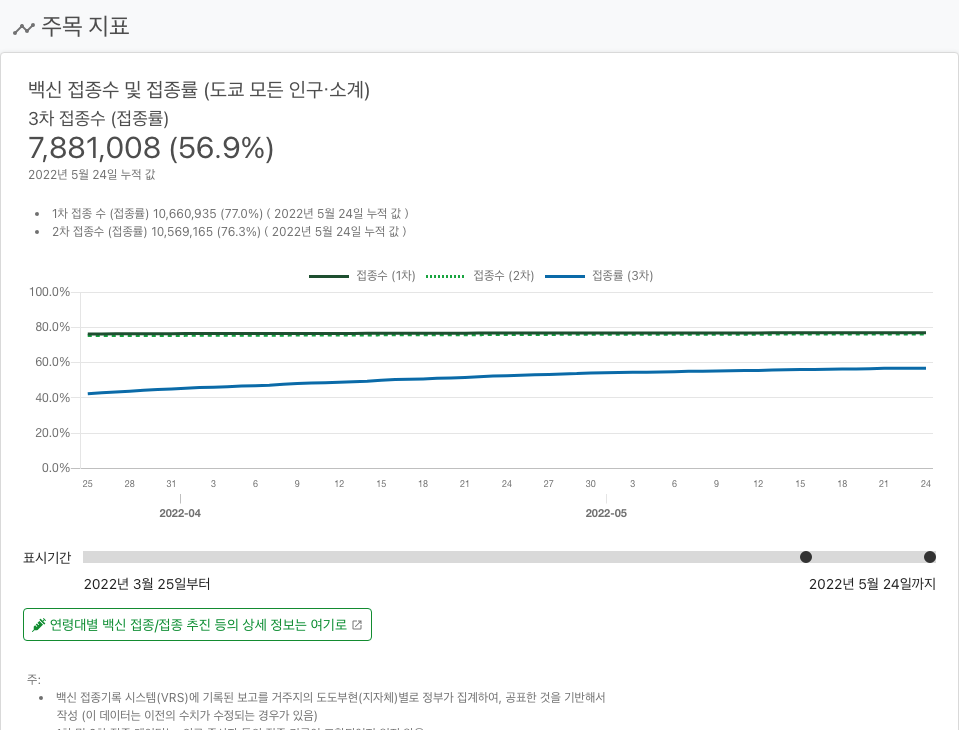 주목 지표
백신 접종수 및 접종률 (도쿄 모든 인구·소계)
3차 접종수 (접종률)
7,881,008 (56.9%)
2022년 5월 24일 누적 값
1차 접종 수 (접종률) 10,660,935 (77.0%) ( 2022년 5월 24일 누적 값 )
2차 접종수 (접종률) 10,569,165 (76.3%) ( 2022년 5월 24일 누적 값 )
접종수 (1차) 접종수 (2차) 접종률 (3차)
100.0%
80.0%
60.0%
40.0%
20.0%
0.0%
25 28 31 3 6 9 12 15 18 21 24 27 30 3 6 9 12 15 18 21 24
2022-04 2022-05
표시기간
2022년 3월 25일부터 2022년 5월 24일까지
연령대별 백신 접종/접종 추진 등의 상세 정보는 여기로
주:
백신 접종기록 시스템(VRS)에 기록된 보고를 거주지의 도도부현(지자체)별로 정부가 집계하여, 공표한 것을 기반해서
작성 (이 데이터는 이전의 수치가 수정되는 경우가 있음)